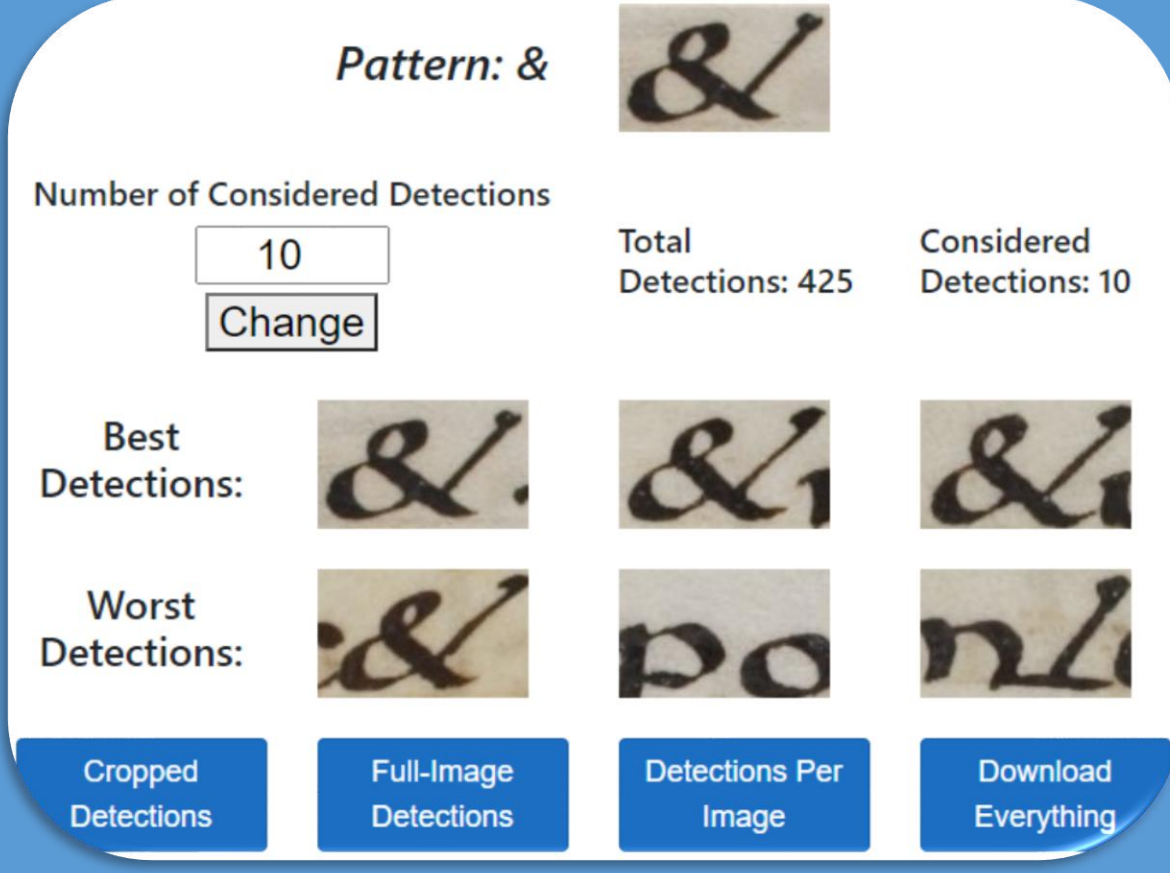 Pattern: & &
Number of Considered Detections
10
Change
Total
Detections: 425
Considered
Detections: 10
Best
Detections:
&.
&
&
Worst
Detections:
&
po
n
Cropped
Detections
Full-Image
Detections
Detections Per
Image
Download
Everything